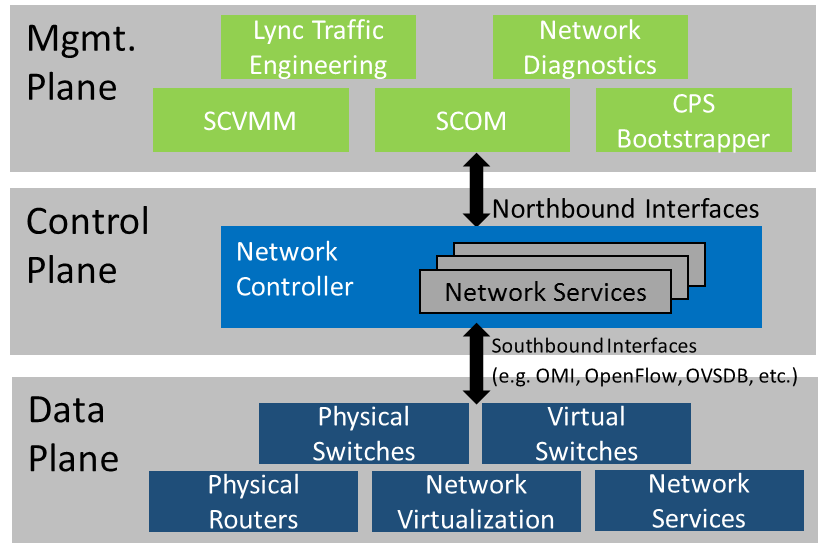 Mgmt.
Plane
Lync Traffic
Engineering
Network
Diagnostics
SCVMM
SCOM
CPS
Bootstrapper
Northbound Interfaces
Control
Plane
Network
Controller
Network Services
Southbound Interfaces
(e.g. OMI, OpenFlow, OVSDB, etc.)
Data
Plane
Physical
Switches
Virtual
Switches
Physical
Routers
Network
Virtualization
Network
Services